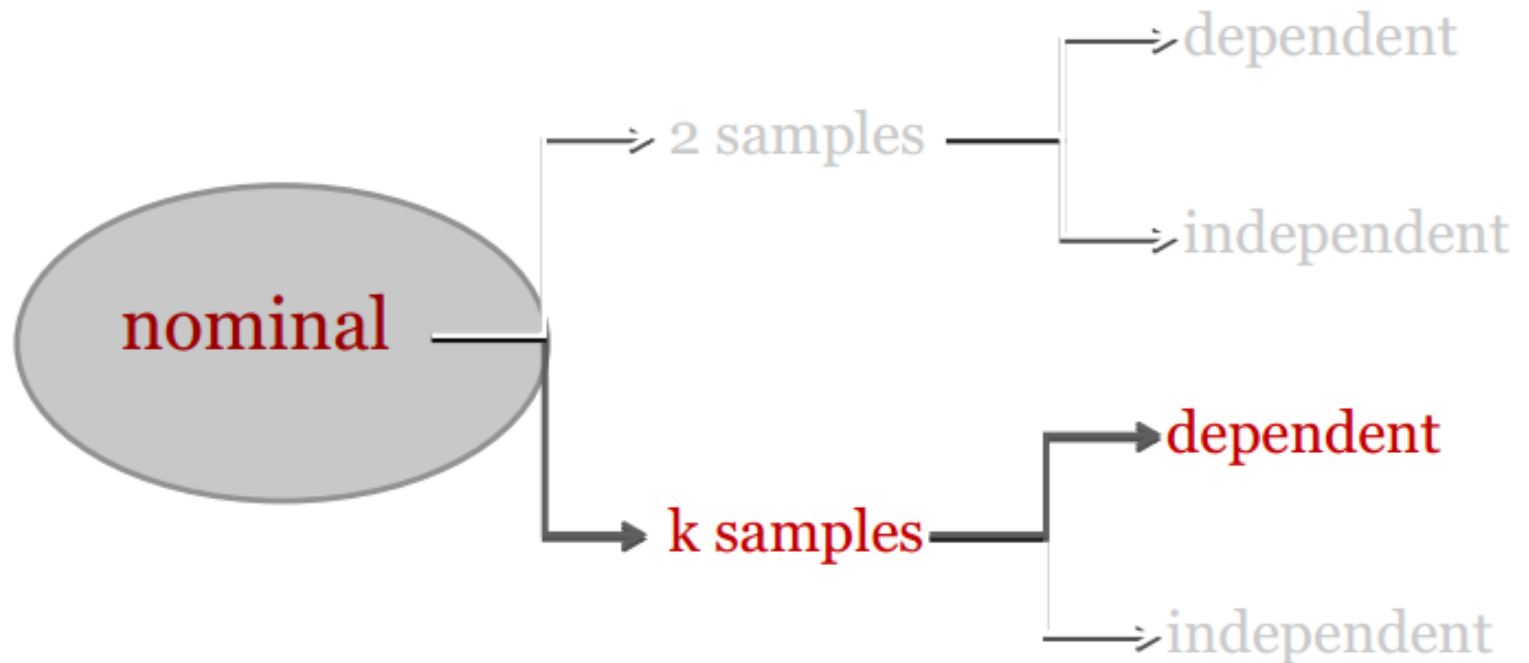 dependent
2 samples
independent
nominal
dependent
k samples
independent